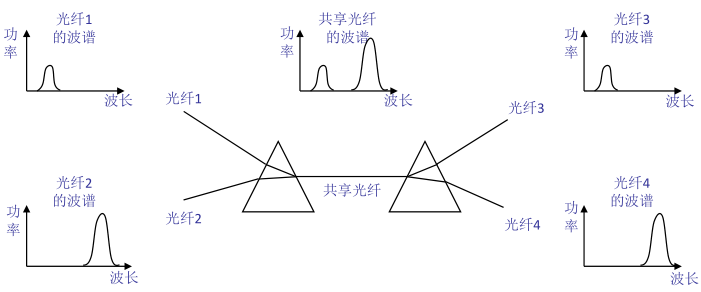 光纤1
的波谱
功
率
波长
共享光纤
的波谱
功
率
波长
光纤3
的波谱
功
率
波长
光纤1
光纤3
共享光纤
光纤2
光纤4
光纤2
的波谱
功
率
波长
光纤4
的波谱
功
率
波长